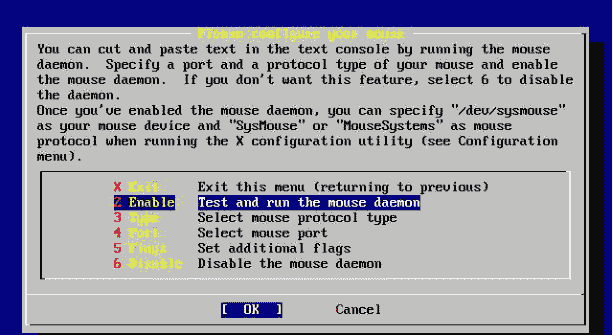 Please configure your mouse
You can cut and paste text in the text console by running the mouse
daemon. Specify a port and a protocol type of your mouse and enable
the mouse daemon. If you don't want this feature, select 6 to disable
the daemon.
Once you've enabled the mouse daemon, you can specify "/dev/sysmouse"
as your mouse device and "SysMouse" or "MouseSystems" as mouse
protocol when running the X configuration utility (see Configuration
menu).
X Exit Exit this menu (returning to previous)
2 Enable Test and run the mouse daemon
3 Type Select mouse protocol type
4 Port Select mouse port
5 Flags Set additional flags
6 Disable Disable the mouse daemon
[ OK ] Cancel